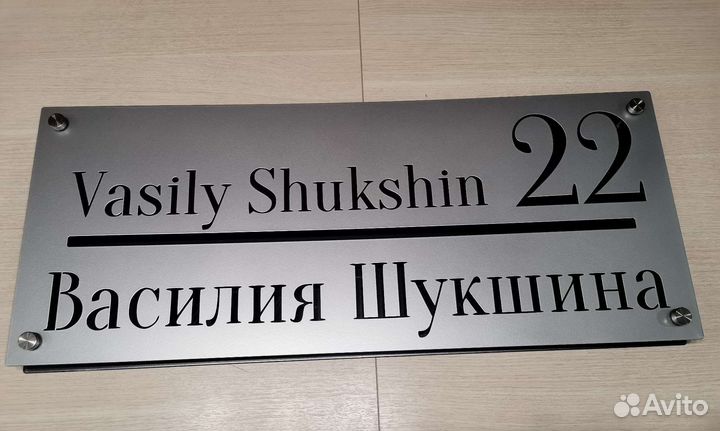 Vasily Shukshin 22
Василия Шукшина
Avito